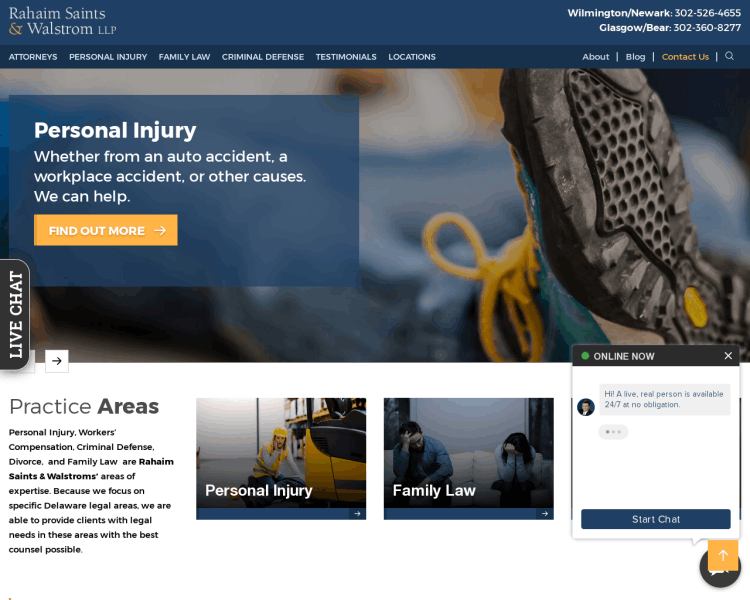 Rahaim Saints
& Walstrom LLP
Wilmington/Newark: 302-526-4655
Glasgow/Bear: 302-360-8277
ATTORNEYS PERSONAL INJURY FAMILY LAW CRIMINAL DEFENSE TESTIMONIALS LOCATIONS
About | Blog | Contact Us |
Personal Injury
Whether from an auto accident, a
workplace accident, or other causes.
We can help.
FIND OUT MORE
LIVE CHAT
ONLINE NOW
Hi! A live, real person is available
24/7 at no obligation.
Start Chat
Practice Areas
Personal Injury, Workers'
Compensation, Criminal Defense,
Divorce, and Family Law are Rahaim
Saints & Walstroms' areas of
expertise. Because we focus on
specific Delaware legal areas, we are
able to provide clients with legal
needs in these areas with the best
counsel possible.
Personal Injury
Family Law